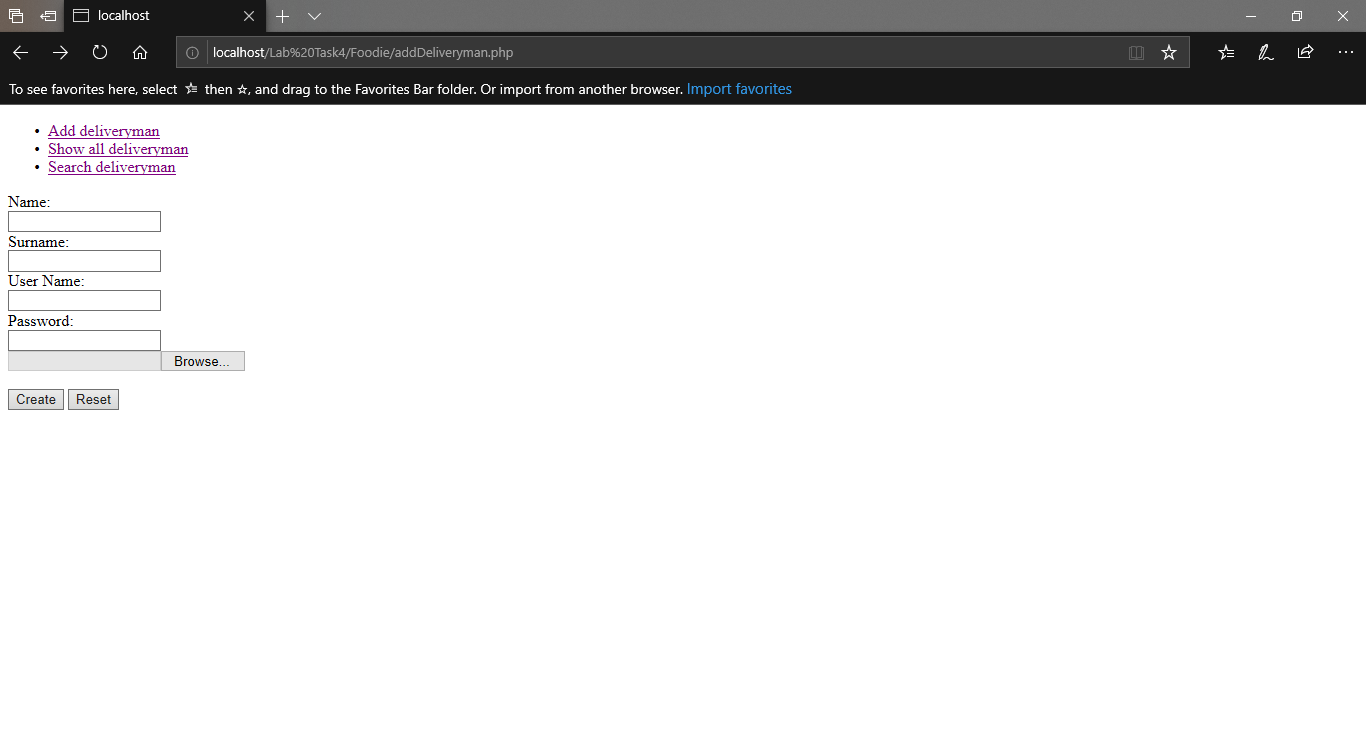 localhost
localhost/Lab%20Task4/Foodie/addDeliveryman.php
To see favorites here, select then , and drag to the Favorites Bar folder. Or import from another browser. Import favorites
• Add deliveryman
• Show all deliveryman
• Search deliveryman
Name:
Surname:
User Name:
Password:
Browse...
Create Reset